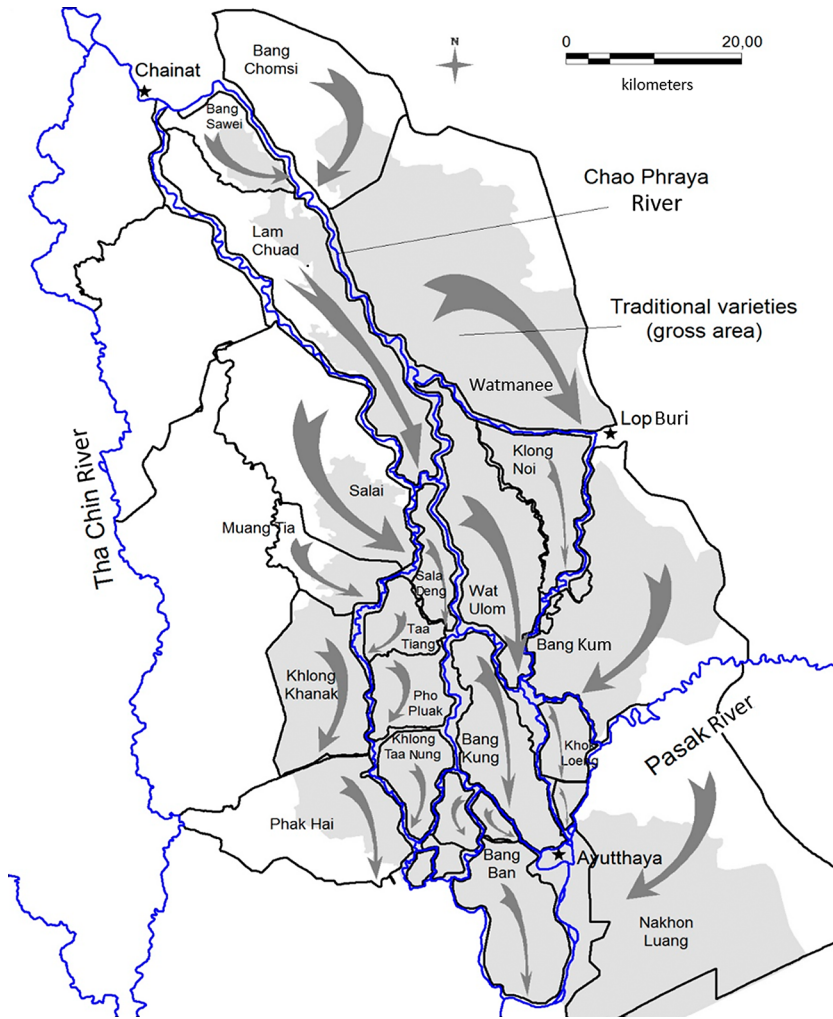 Bang
Chomsi
N
0
20,00
kilometers
Chainat
Bang
Sawei
Chao Phraya
River
Lam
Chuad
Traditional varieties
(gross area)
Watmanee
Lop Buri
Klong
Noi
Tha Chin River
Salai
Muang Tia
Sala
Deng
Wat
Ulom
Taa
Tiang
Bang Kum
Khlong
Khanak
Pho
Pluak
Pasak River
Khlong
Taa Nung
Bang
Kung
Khok
Loeng
Phak Hai
Bang
Ban
Ayutthaya
Nakhon
Luang